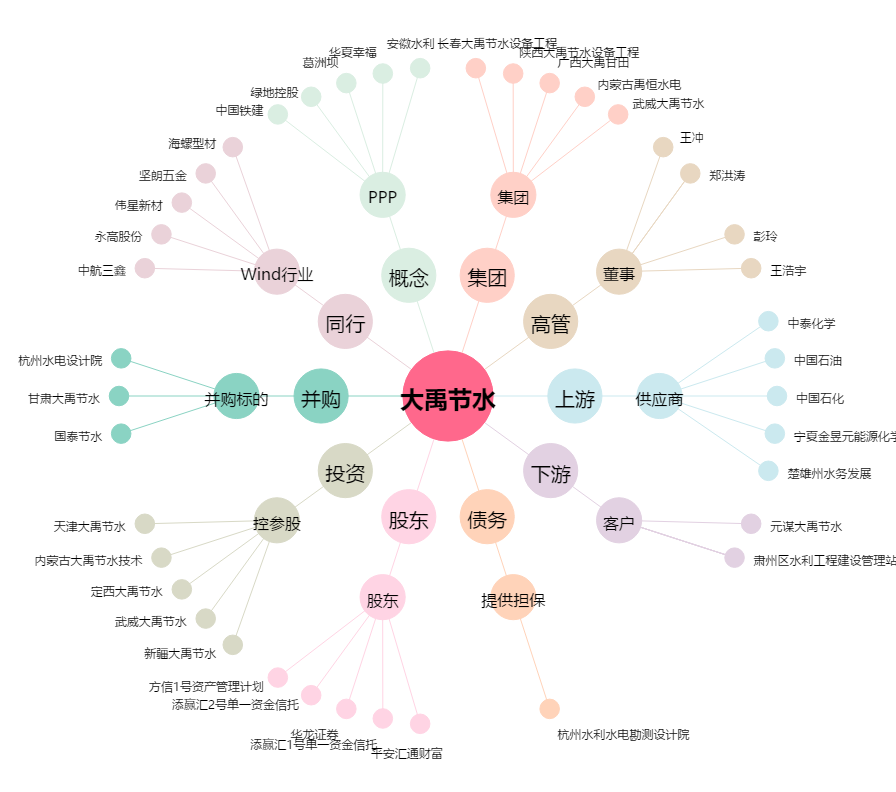 安徽水利
长春大禹节水设备工程
华夏幸福
陕西大禹节水设备工程
葛洲坝
广西大禹甘田
绿地控股
内蒙古禹恒水电
中国铁建
武威大禹节水
海螺型材
王冲
坚朗五金
郑洪涛
PPP
集团
伟星新材
永高股份
彭玲
中航三鑫
Wind行业
概念
集团
董事
王浩宇
同行
高管
中泰化学
杭州水电设计院
中国石油
甘肃大禹节水
并购标的
并购
大禹节水
上游
供应商
中国石化
国泰节水
宁夏金昱元能源化学
投资
下游
楚雄州水务发展
天津大禹节水
控参股
股东
债务
客户
元谋大禹节水
内蒙古大禹节水技术
肃州区水利工程建设管理站
定西大禹节水
股东
提供担保
武威大禹节水
新疆大禹节水
方信1号资产管理计划
添赢汇2号单一资金信托
华龙证券
杭州水利水电勘测设计院
添赢汇1号单一资金信托
平安汇通财富